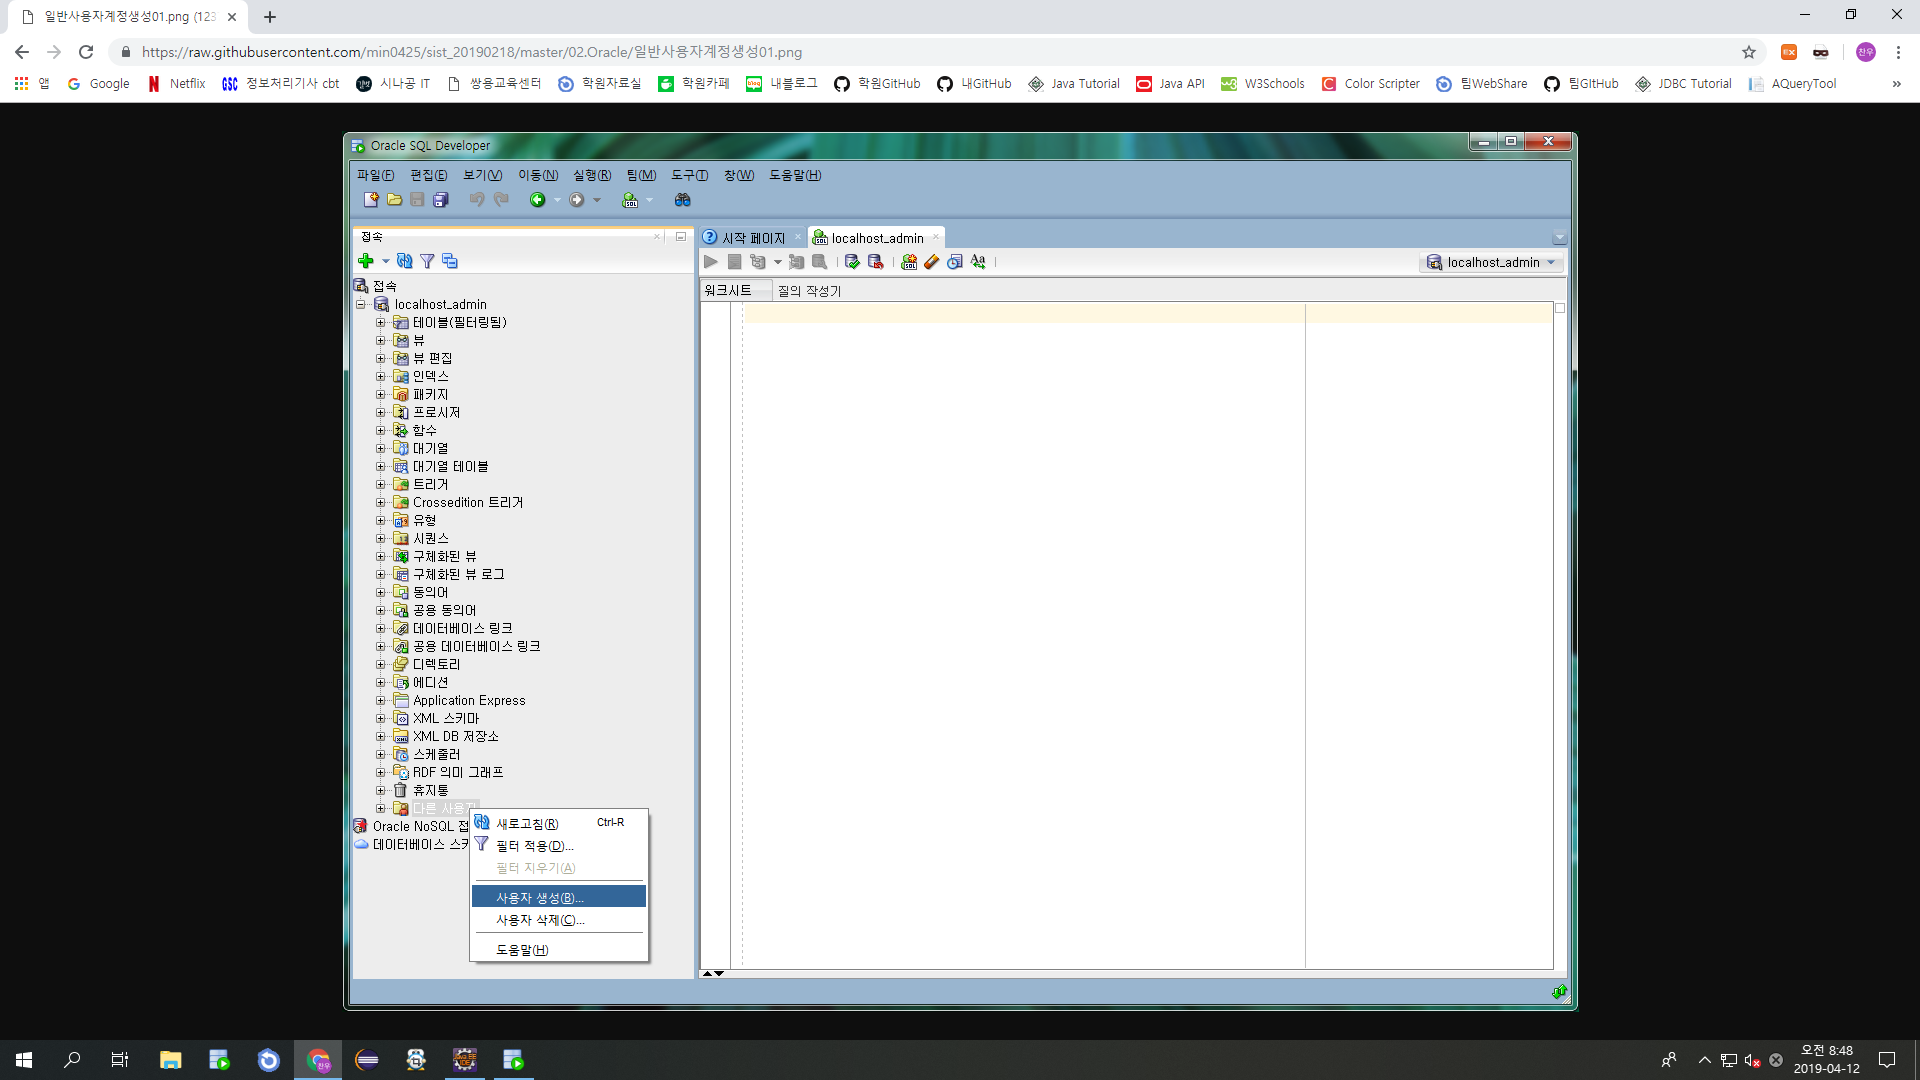 일반사용자계정생성01.png (123
https://raw.githubusercontent.com/min0425/sist_20190218/master/02.Oracle/일반사용자계정생성01.png
찬우
앱 Google Netflix 정보처리기사 cbt 시나공 IT 쌍용교육센터 학원자료실 학원카페 내블로그 학원GitHub 내GitHub Java Tutorial Java API W3Schools Color Scripter 팀WebShare 팀GItHub JDBC Tutorial AQueryTool »
Oracle SQL Developer
파일(F) 편집(E) 보기(V) 이동(N) 실행(R) 팀(M) 도구(T) 창(W) 도움말(H)
접속
시작 페이지 localhost_admin
localhost_admin
워크시트 질의 작성기
접속
localhost_admin
테이블(필터링됨)
뷰
뷰 편집
인덱스
패키지
프로시저
함수
대기열
대기열 테이블
트리거
Crossedition 트리거
유형
시퀀스
구체화된 뷰
구체화된 뷰 로그
동의어
공용 동의어
데이터베이스 링크
공용 데이터베이스 링크
디렉토리
에디션
Application Express
XML 스키마
XML DB 저장소
스케줄러
RDF 의미 그래프
휴지통
다른 사용자
Oracle NoSQL 접
데이터베이스 스키
새로고침(R) Ctrl-R
필터 적용(D)...
필터 지우기(A)
사용자 생성(B)...
사용자 삭제(C)...
도움말(H)
오전 8:48
2019-04-12